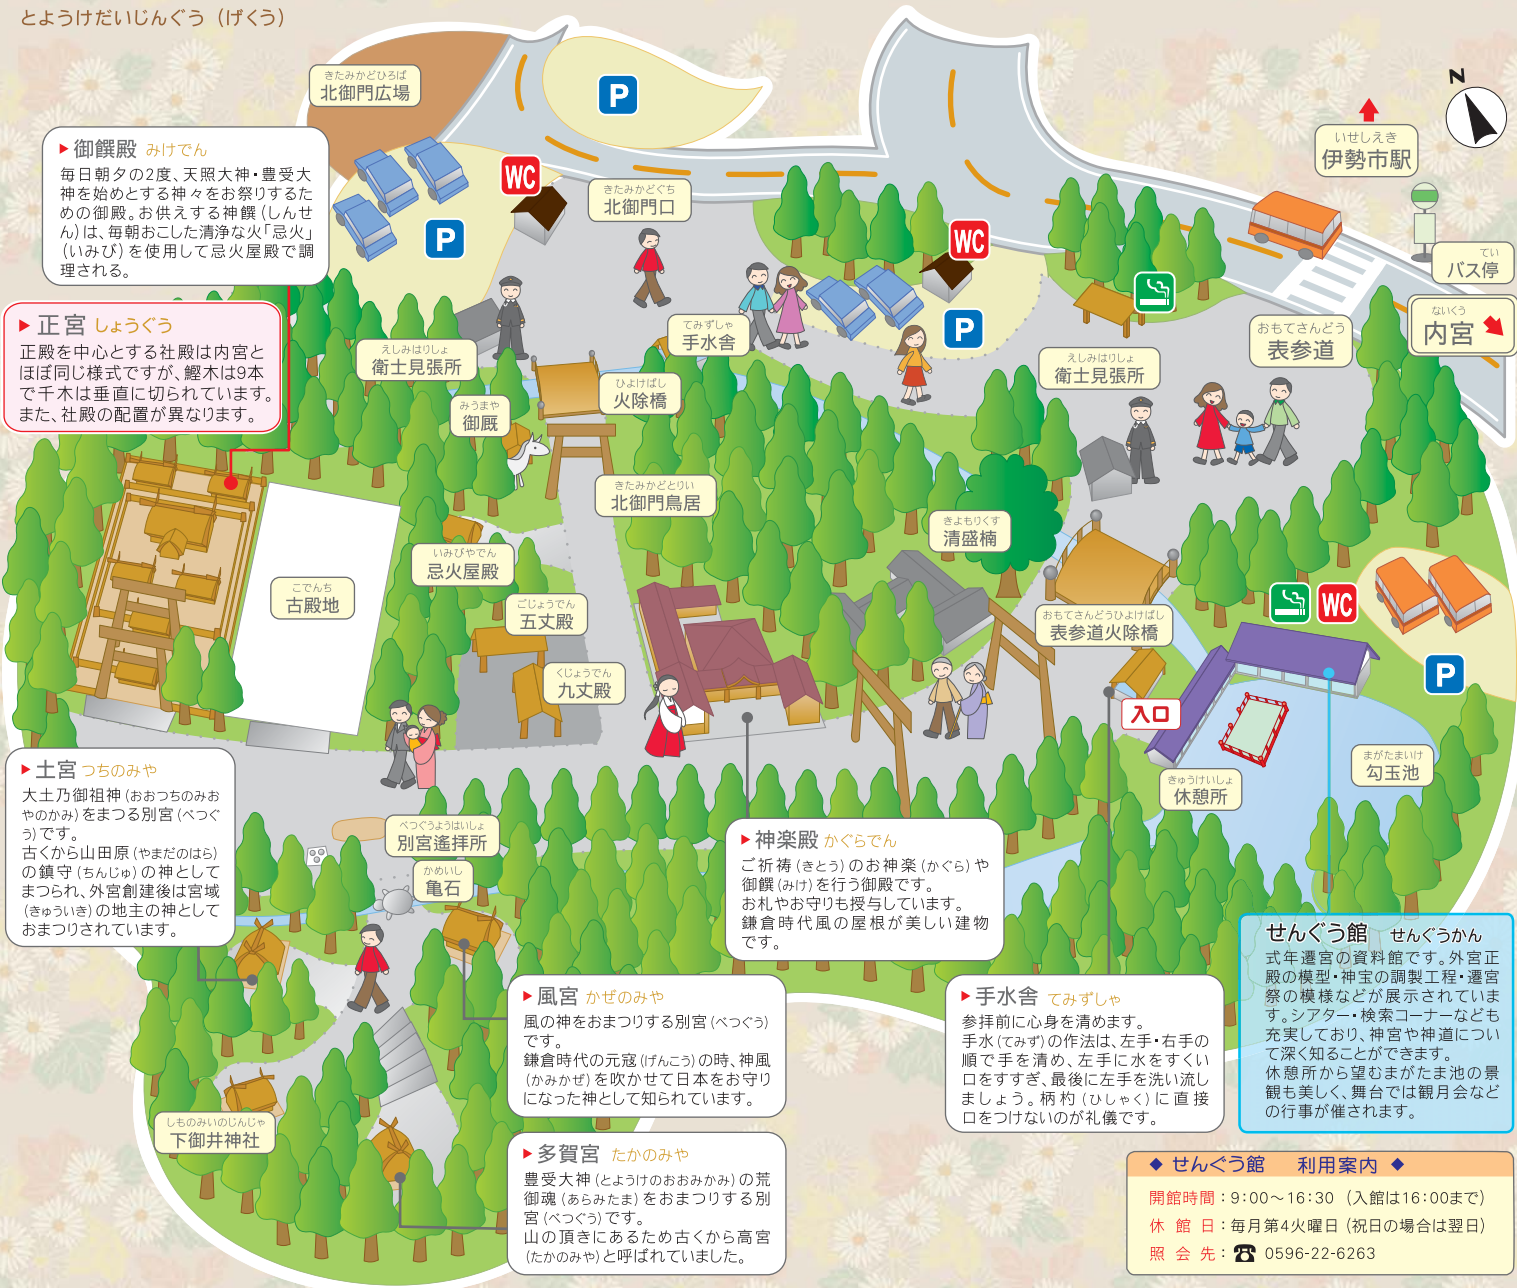 とようけだいじんぐう（げくう）
きたみかどひろば
北御門広場
P
N
いせしえき
伊勢市駅
▶御饌殿 みけでん
毎日朝夕の2度、天照大神・豊受大
神を始めとする神々をお祭りするた
めの御殿。お供えする神饌（しんせ
ん）は、毎朝おこした清浄な火「忌火」
（いみび）を使用して忌火屋殿で調
理される。
WC
きたみかどぐち
北御門口
P
WC
てい
バス停
▶正宮 しょうぐう
正殿を中心とする社殿は内宮と
ほぼ同じ様式ですが、鰹木は9本
で千木は垂直に切られています。
また、社殿の配置が異なります。
ないくう
内宮
えしみはりしょ
衛士見張所
てみずしゃ
手水舎
P
おもてさんどう
表参道
えしみはりしょ
衛士見張所
ひよけばし
火除橋
みうまや
御厩
きたみかどとりい
北御門鳥居
きよもりくす
清盛楠
いみびやでん
忌火屋殿
こでんち
古殿地
ごじょうでん
五丈殿
おもてさんどうひよけばし
表参道火除橋
WC
くじょうでん
九丈殿
P
入口
きゅうけいしょ
休憩所
まがたまいけ
勾玉池
▶土宮 つちのみや
大土乃御祖神（おおつちのみお
やのかみ）をまつる別宮（べつぐ
う）です。
古くから山田原（やまだのはら）
の鎮守（ちんじゅ）の神として
まつられ、外宮創建後は宮域
（きゅういき）の地主の神として
おまつりされています。
べつぐうようはいしょ
別宮遙拝所
かめいし
亀石
▶神楽殿 かぐらでん
ご祈祷（きとう）のお神楽（かぐら）や
御饌（みけ）を行う御殿です。
お札やお守りも授与しています。
鎌倉時代風の屋根が美しい建物
です。
せんぐう館 せんぐうかん
式年遷宮の資料館です。外宮正
殿の模型・神宝の調製工程・遷宮
祭の模様などが展示されていま
す。シアター・検索コーナーなども
充実しており、神宮や神道につい
て深く知ることができます。
休憩所から望むまがたま池の景
観も美しく、舞台では観月会など
の行事が催されます。
▶風宮 かぜのみや
風の神をおまつりする別宮（べつぐう）
です。
鎌倉時代の元寇（げんこう）の時、神風
（かみかぜ）を吹かせて日本をお守り
になった神として知られています。
▶手水舎 てみずしゃ
参拝前に心身を清めます。
手水（てみず）の作法は、左手・右手の
順で手を清め、左手に水をすくい
口をすすぎ、最後に左手を洗い流し
ましょう。柄杓（ひしゃく）に直接
口をつけないのが礼儀です。
しものみいのじんじゃ
下御井神社
▶多賀宮 たかのみや
豊受大神（とようけのおおみかみ）の荒
御魂（あらみたま）をおまつりする別
宮（べつぐう）です。
山の頂きにあるため古くから高宮
（たかのみや）と呼ばれていました。
◆ せんぐう館 利用案内 ◆
開館時間：9:00～16:30（入館は16:00まで）
休館日：毎月第4火曜日（祝日の場合は翌日）
照会先：☎ 0596-22-6263